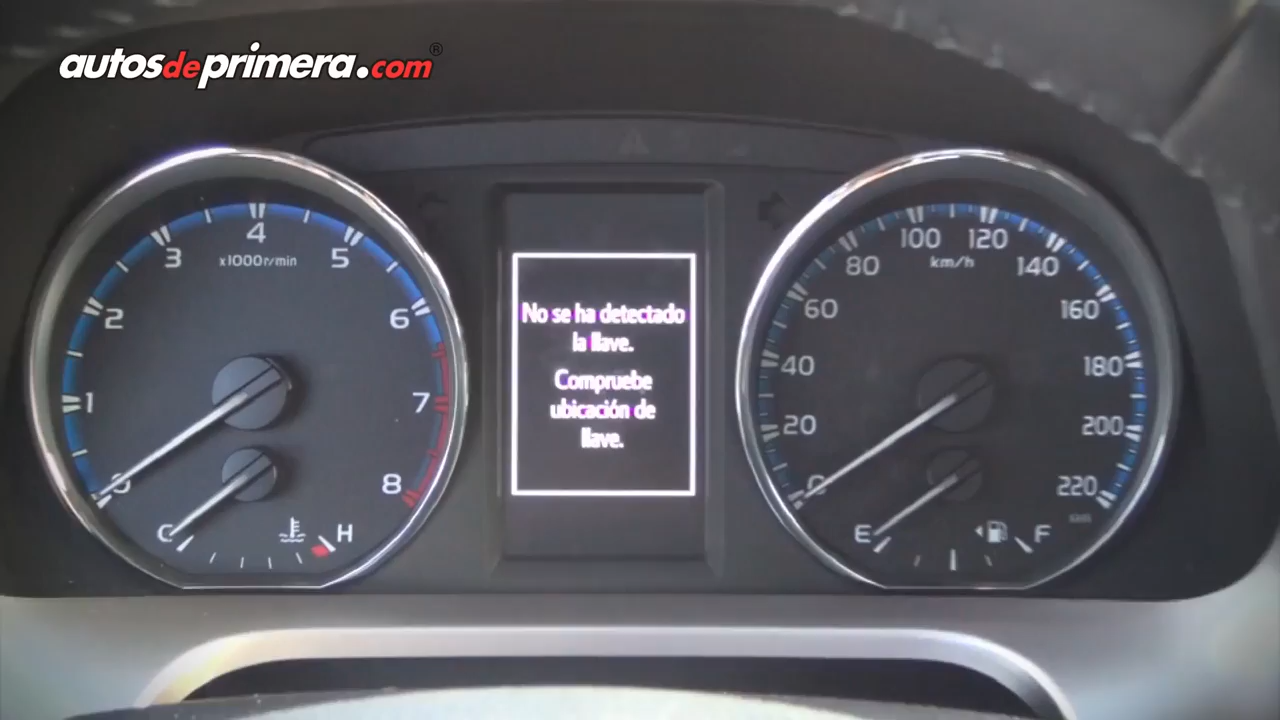 autosdeprimera.com®
4
3
5
x1000r/min
2
6
1
7
0
8
C
H
No se ha detectado
la llave.
Compruebe
ubicación de
llave.
100
120
80
km/h
140
60
160
40
180
20
200
0
220
E
F